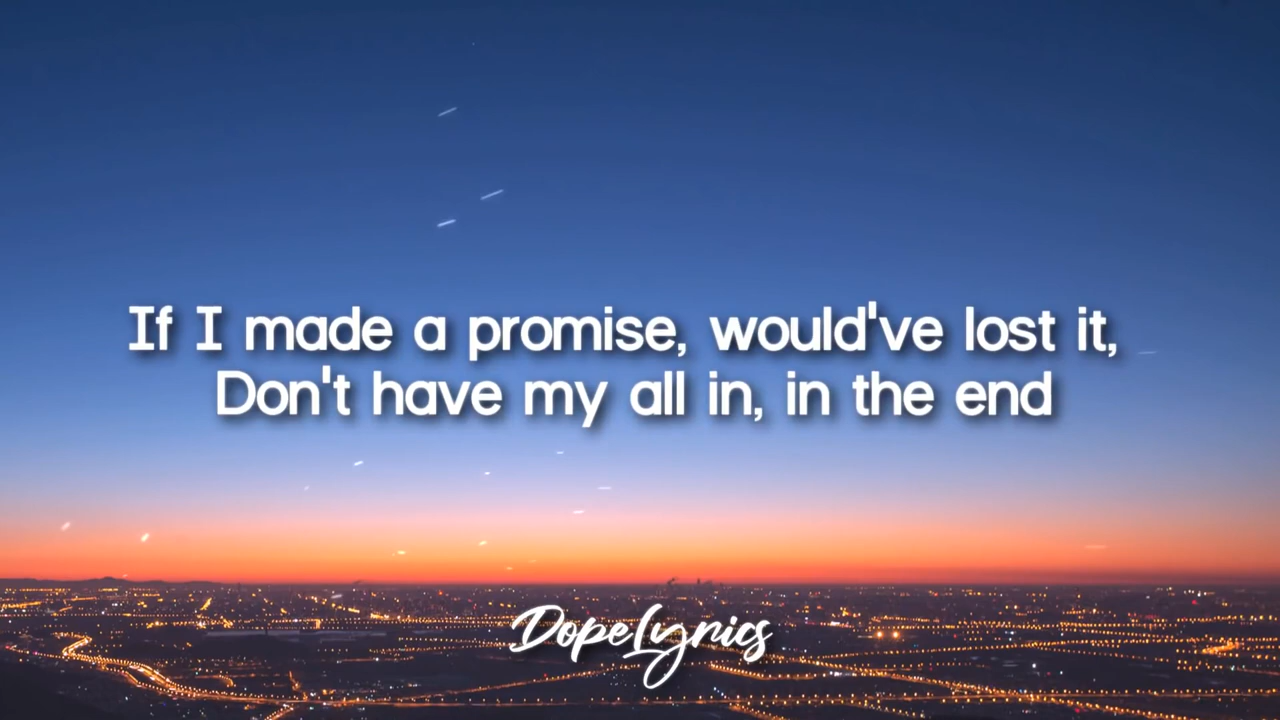 If I made a promise, would've lost it,
Don't have my all in, in the end
DopeLyrics